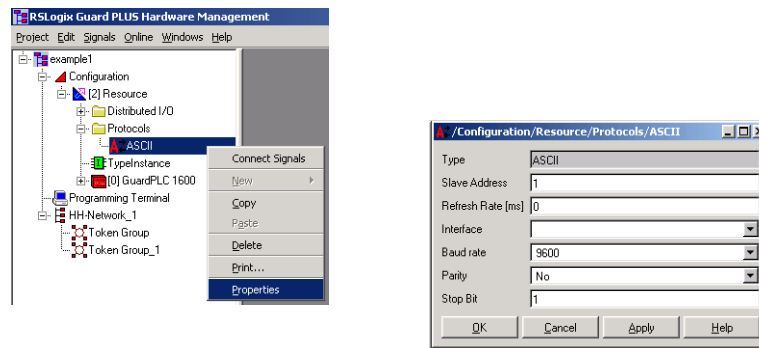 RSLogix Guard PLUS Hardware Management
Project Edit Signals Online Windows Help
example1
Configuration
[2] Resource
Distributed I/O
Protocols
ASCII
TypeInstance
[0] GuardPLC 1600
Programming Terminal
HH-Network_1
Token Group
Token Group_1
Connect Signals
New
Copy
Paste
Delete
Print...
Properties
/Configuration/Resource/Protocols/ASCII
Type ASCII
Slave Address 1
Refresh Rate [ms] 0
Interface
Baud rate 9600
Parity No
Stop Bit 1
OK Cancel Apply Help